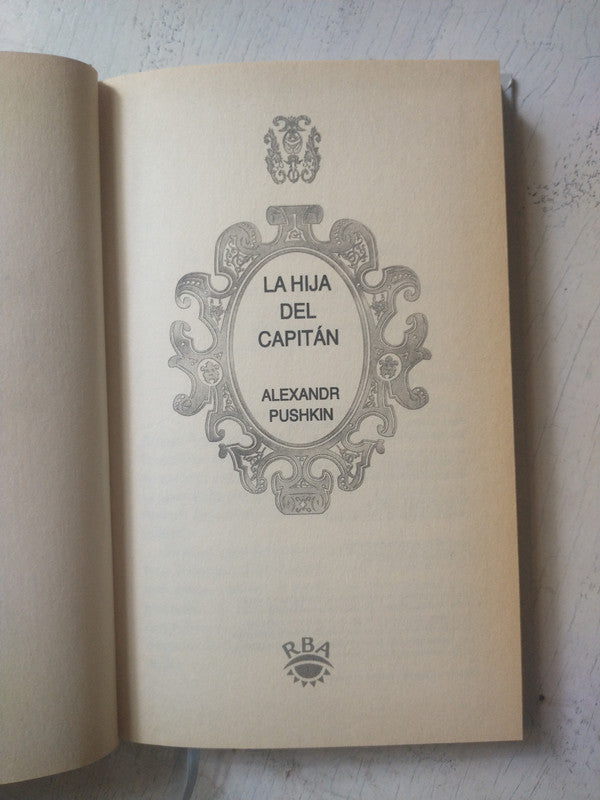 LA HIJA
DEL
CAPITÁN
ALEXANDR
PUSHKIN
RBA